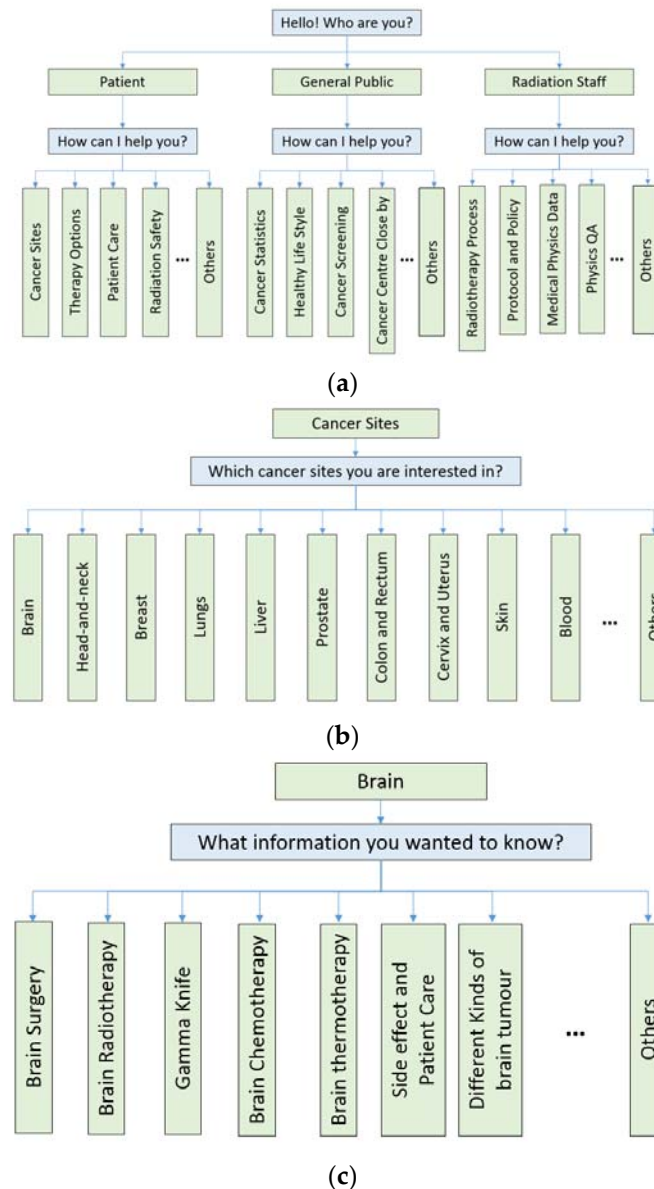 Hello! Who are you?
Patient
General Public
Radiation Staff
How can I help you?
How can I help you?
How can I help you?
Cancer Sites
Therapy Options
Patient Care
Radiation Safety
...
Others
Cancer Statistics
Healthy Life Style
Cancer Screening
Cancer Centre Close by
...
Others
Radiotherapy Process
Protocol and Policy
Medical Physics Data
Physics QA
...
Others
(a)
Cancer Sites
Which cancer sites you are interested in?
Brain
Head-and-neck
Breast
Lungs
Liver
Prostate
Colon and Rectum
Cervix and Uterus
Skin
Blood
...
Others
(b)
Brain
What information you wanted to know?
Brain Surgery
Brain Radiotherapy
Gamma Knife
Brain Chemotherapy
Brain thermotherapy
Side effect and
Patient Care
Different Kinds of
brain tumour
...
Others
(c)